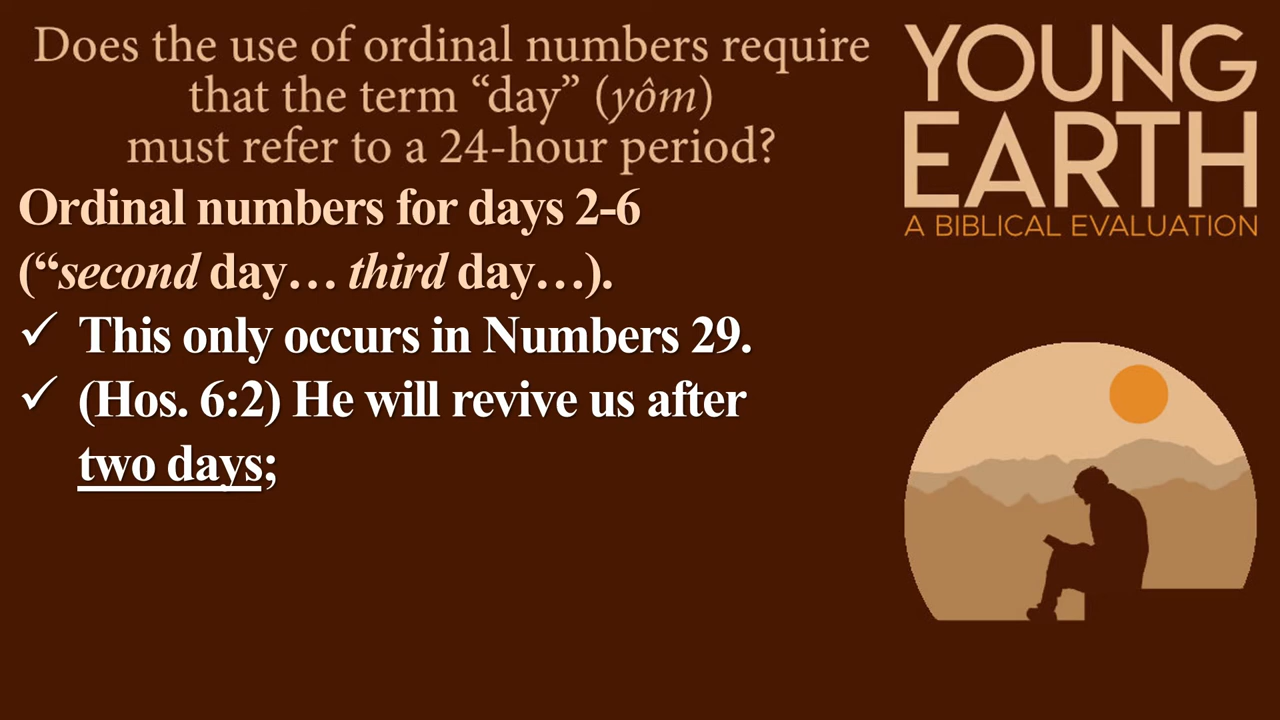 Does the use of ordinal numbers require
that the term “day” (yôm)
must refer to a 24-hour period?
YOUNG
EARTH
A BIBLICAL EVALUATION
Ordinal numbers for days 2-6
(“second day… third day…).
✓ This only occurs in Numbers 29.
✓ (Hos. 6:2) He will revive us after
two days;